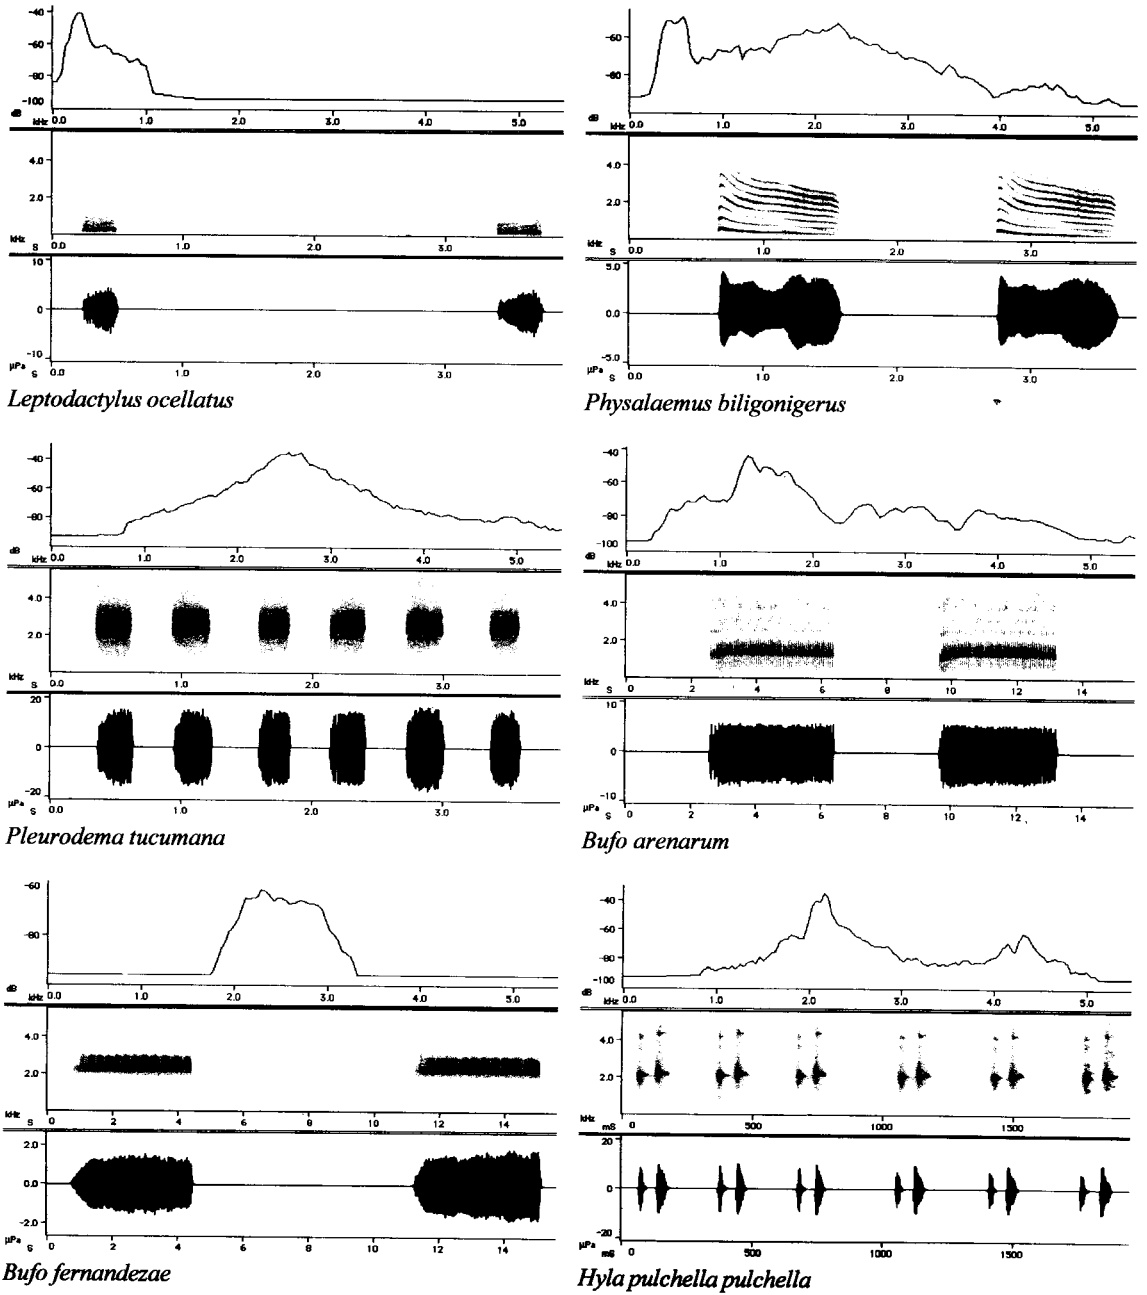 -40
-60
-80
-100
dB
kHz 0.0 1.0 2.0 3.0 4.0 5.0
4.0
2.0
kHz
S 0.0 1.0 2.0 3.0
10
0
-10
µPa
S 0.0 1.0 2.0 3.0
Leptodactylus ocellatus
-60
-80
dB
kHz 0.0 1.0 2.0 3.0 4.0 5.0
4.0
2.0
kHz
S 0.0 1.0 2.0 3.0
5.0
0.0
-5.0
µPa
S 0.0 1.0 2.0 3.0
Physalaemus biligonigerus
-40
-60
-80
dB
kHz 0.0 1.0 2.0 3.0 4.0 5.0
4.0
2.0
kHz
S 0.0 1.0 2.0 3.0
20
0
-20
µPa
S 0.0 1.0 2.0 3.0
Pleurodema tucumana
-40
-60
-80
-100
dB
kHz 0.0 1.0 2.0 3.0 4.0 5.0
4.0
2.0
kHz
S 0 2 4 6 8 10 12 14
10
0
-10
µPa
S 0 2 4 6 8 10 12 14
Bufo arenarum
-60
-80
dB
kHz 0.0 1.0 2.0 3.0 4.0 5.0
4.0
2.0
kHz
S 0 2 4 6 8 10 12 14
2.0
0.0
-2.0
µPa
S 0 2 4 6 8 10 12 14
Bufo fernandezae
-40
-60
-80
-100
dB
kHz 0.0 1.0 2.0 3.0 4.0 5.0
4.0
2.0
kHz
mS 0 500 1000 1500
20
0
-20
µPa
mS 0 500 1000 1500
Hyla pulchella pulchella